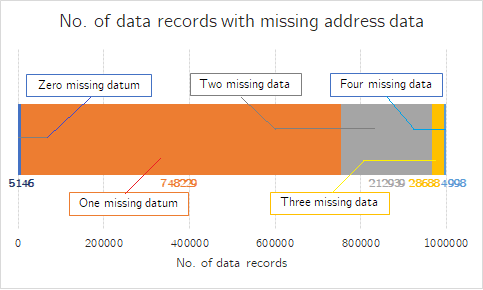 No. of data records with missing address data
Zero missing datum
Two missing data
Four missing data
5146
748229
212939
28688
4998
One missing datum
Three missing data
0
200000
400000
600000
800000
1000000
No. of data records